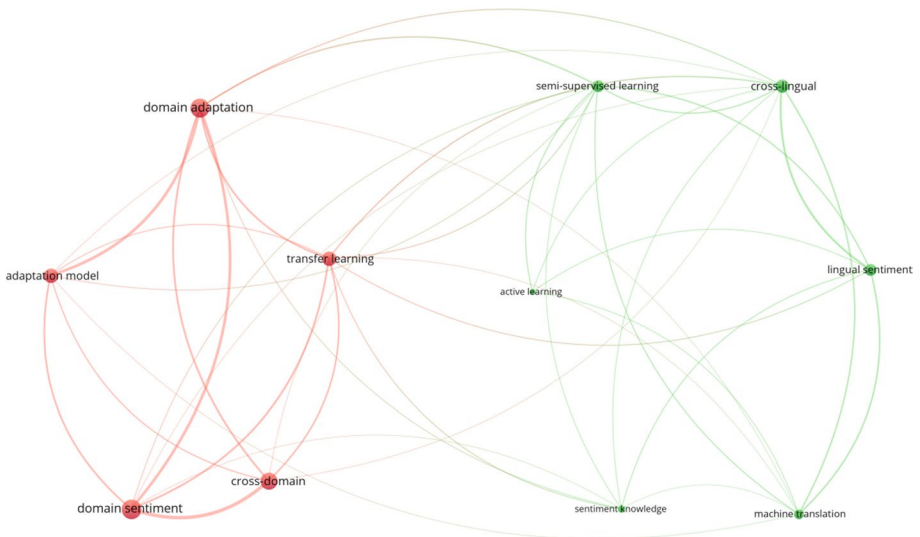 semi-supervised learning
cross-lingual
domain adaptation
transfer learning
adaptation model
lingual sentiment
active learning
cross-domain
domain sentiment
sentiment knowledge
machine translation